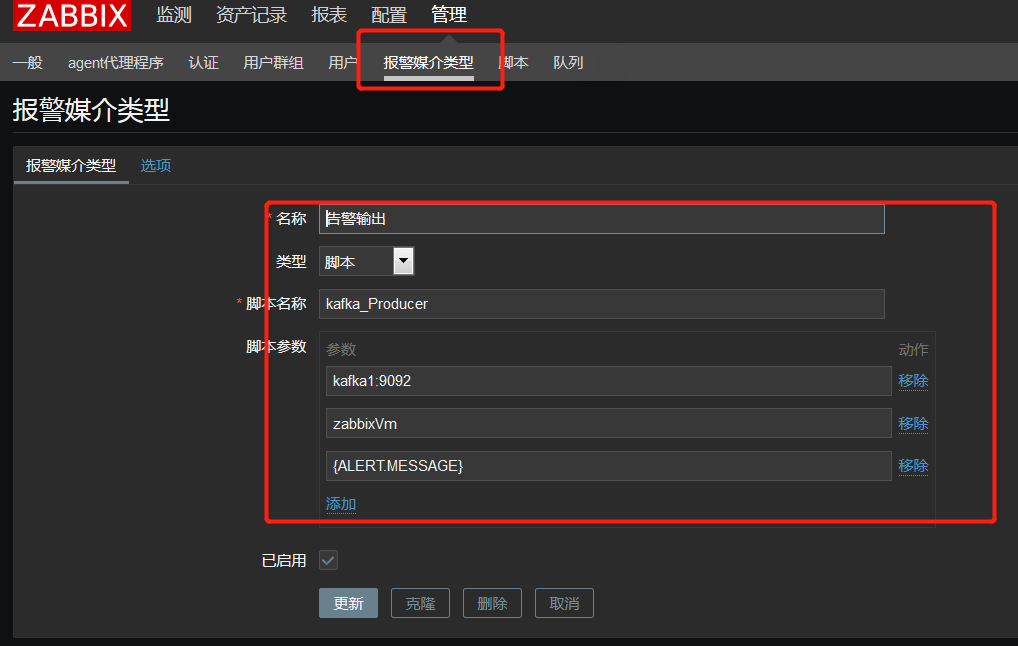 ZABBIX 监测 资产记录 报表 配置 管理
一般 agent代理程序 认证 用户群组 用户 报警媒介类型 脚本 队列
报警媒介类型
报警媒介类型 选项
* 名称 告警输出
类型 脚本
* 脚本名称 kafka_Producer
脚本参数 参数 动作
kafka1:9092 移除
zabbixVm 移除
{ALERT.MESSAGE} 移除
添加
已启用
更新 克隆 删除 取消